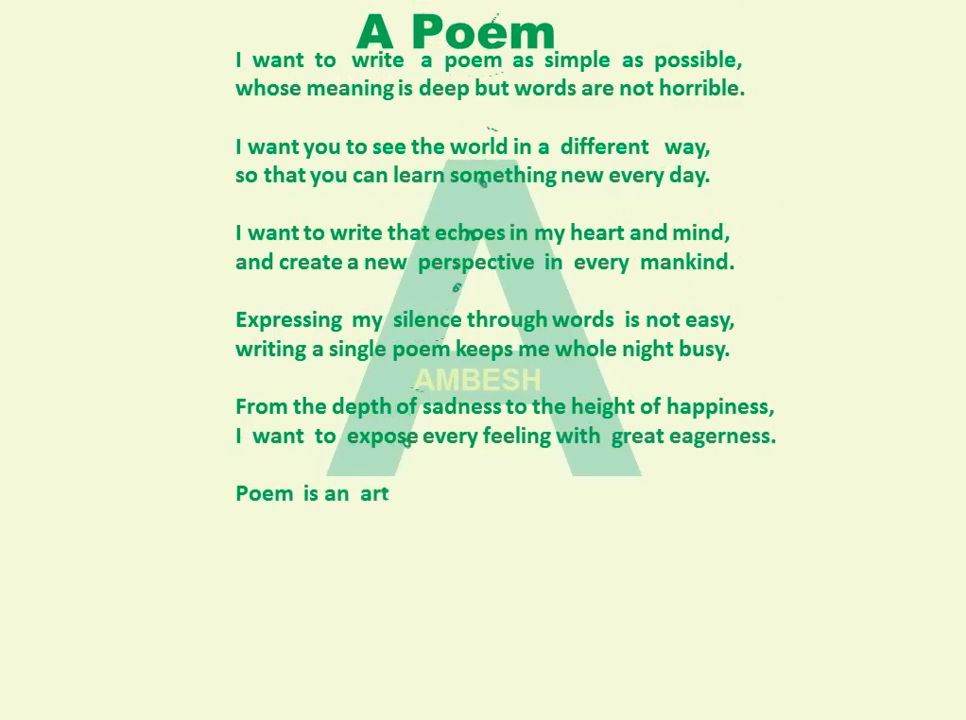 A Poem
I want to write a poem as simple as possible,
whose meaning is deep but words are not horrible.
I want you to see the world in a different way,
so that you can learn something new every day.
I want to write that echoes in my heart and mind,
and create a new perspective in every mankind.
Expressing my silence through words is not easy,
writing a single poem keeps me whole night busy.
AMBESH
From the depth of sadness to the height of happiness,
I want to expose every feeling with great eagerness.
Poem is an art